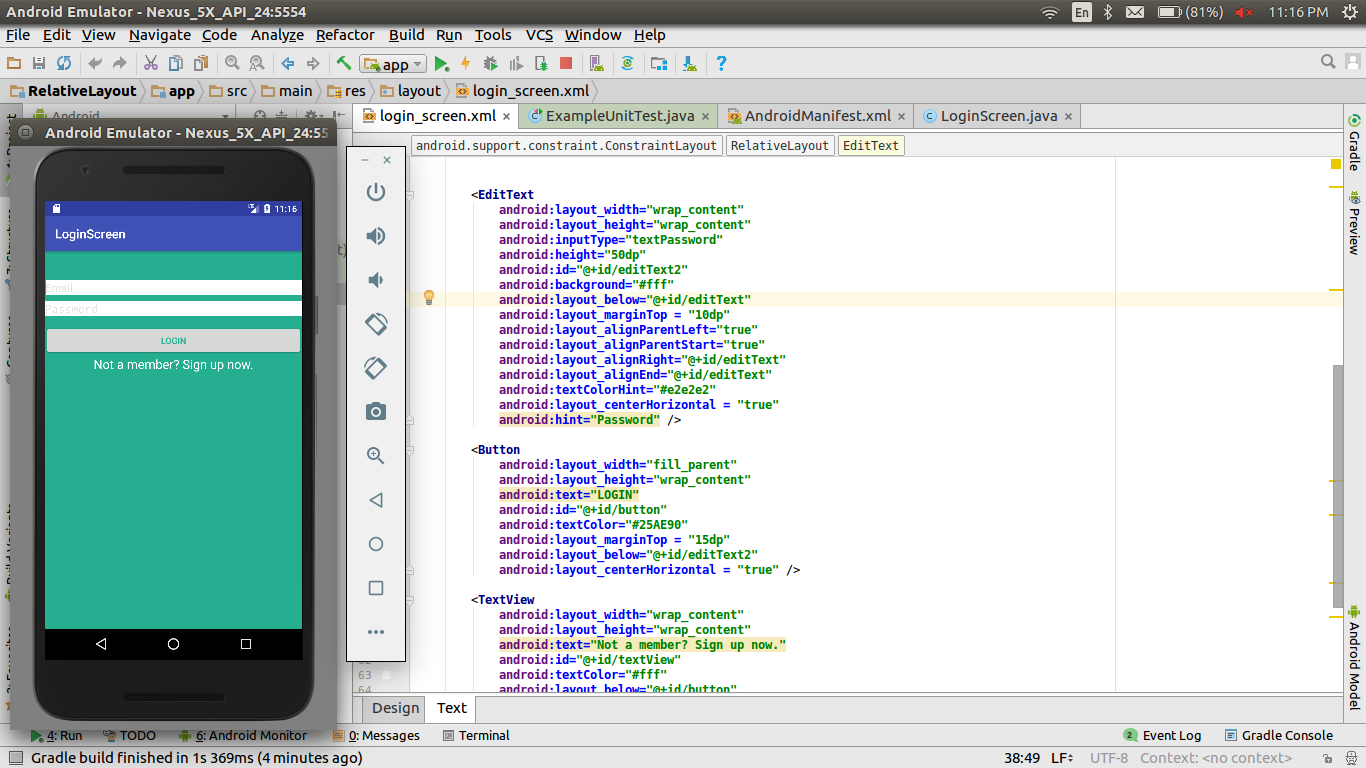 Android Emulator - Nexus_5X_API_24:5554
En
(81%)
11:16 PM
File Edit View Navigate Code Analyze Refactor Build Run Tools VCS Window Help
app
RelativeLayout app src main res layout login_screen.xml
Android
login_screen.xml ExampleUnitTest.java AndroidManifest.xml LoginScreen.java
Android Emulator - Nexus_5X_API_24:55
android.support.constraint.ConstraintLayout RelativeLayout EditText
11:16
LoginScreen
Email
Password
LOGIN
Not a member? Sign up now.
<EditText
android:layout_width="wrap_content"
android:layout_height="wrap_content"
android:inputType="textPassword"
android:height="50dp"
android:id="@+id/editText2"
android:background="#fff"
android:layout_below="@+id/editText"
android:layout_marginTop = "10dp"
android:layout_alignParentLeft="true"
android:layout_alignParentStart="true"
android:layout_alignRight="@+id/editText"
android:layout_alignEnd="@+id/editText"
android:textColorHint="#e2e2e2"
android:layout_centerHorizontal = "true"
android:hint="Password" />
<Button
android:layout_width="fill_parent"
android:layout_height="wrap_content"
android:text="LOGIN"
android:id="@+id/button"
android:textColor="#25AE90"
android:layout_marginTop = "15dp"
android:layout_below="@+id/editText2"
android:layout_centerHorizontal = "true" />
<TextView
android:layout_width="wrap_content"
android:layout_height="wrap_content"
android:text="Not a member? Sign up now."
android:id="@+id/textView"
63 android:textColor="#fff"
64 android:layout_below="@+id/button"
Gradle
Preview
Android Model
Design Text
4: Run TODO 6: Android Monitor 0: Messages Terminal
2 Event Log Gradle Console
Gradle build finished in 1s 369ms (4 minutes ago)
38:49 LF÷ UTF-8 Context: <no context>